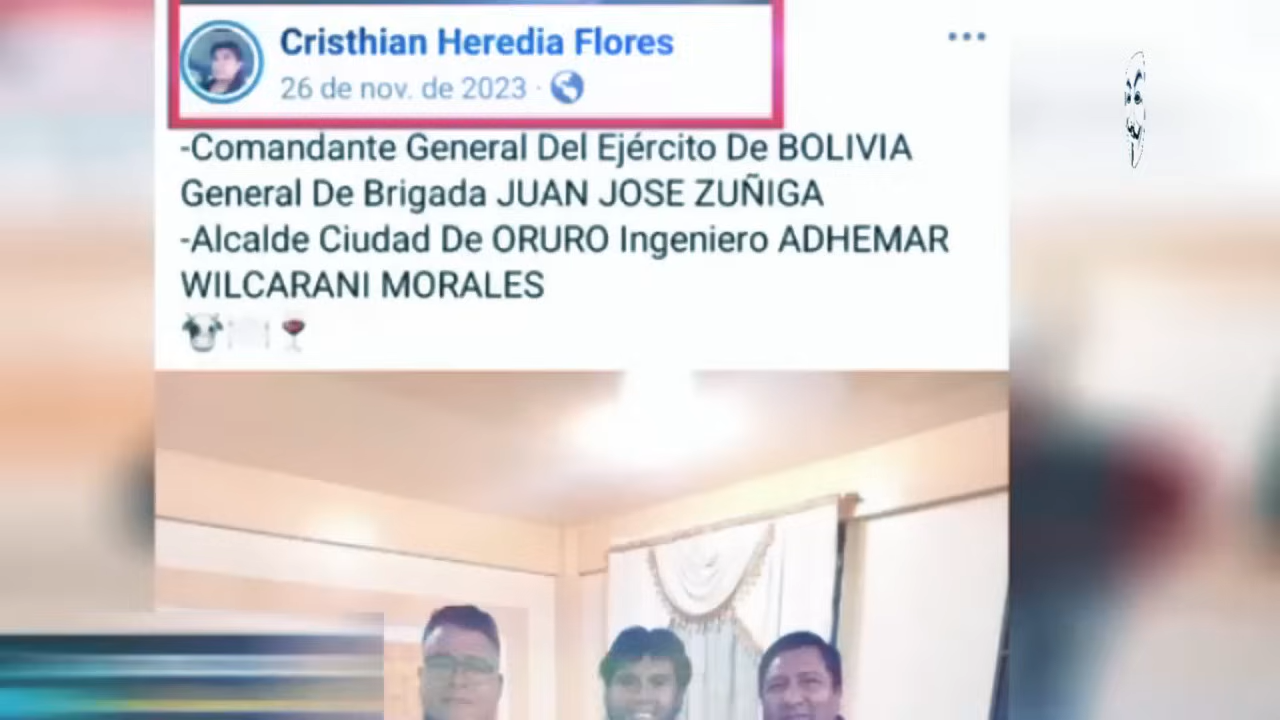 Cristhian Heredia Flores
26 de nov. de 2023 ·
-Comandante General Del Ejército De BOLIVIA
General De Brigada JUAN JOSE ZUÑIGA
-Alcalde Ciudad De ORURO Ingeniero ADHEMAR
WILCARANI MORALES